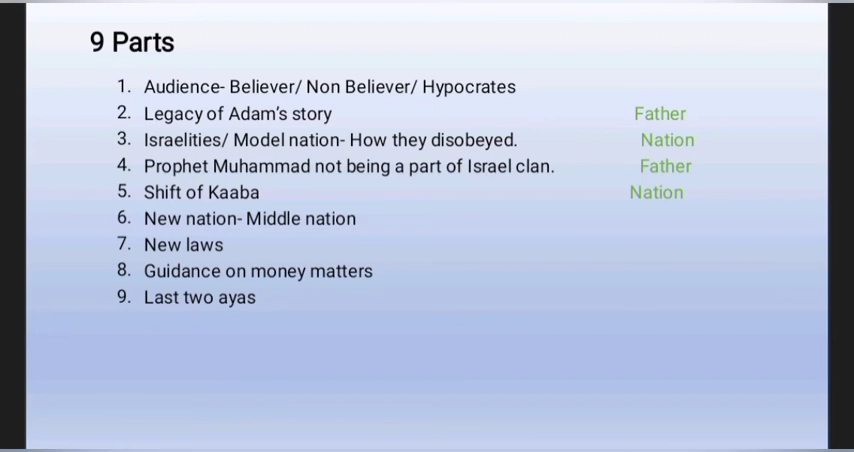 9 Parts
1. Audience- Believer/ Non Believer/ Hypocrates
2. Legacy of Adam's story Father
3. Israelities/ Model nation- How they disobeyed. Nation
4. Prophet Muhammad not being a part of Israel clan. Father
5. Shift of Kaaba Nation
6. New nation- Middle nation
7. New laws
8. Guidance on money matters
9. Last two ayas